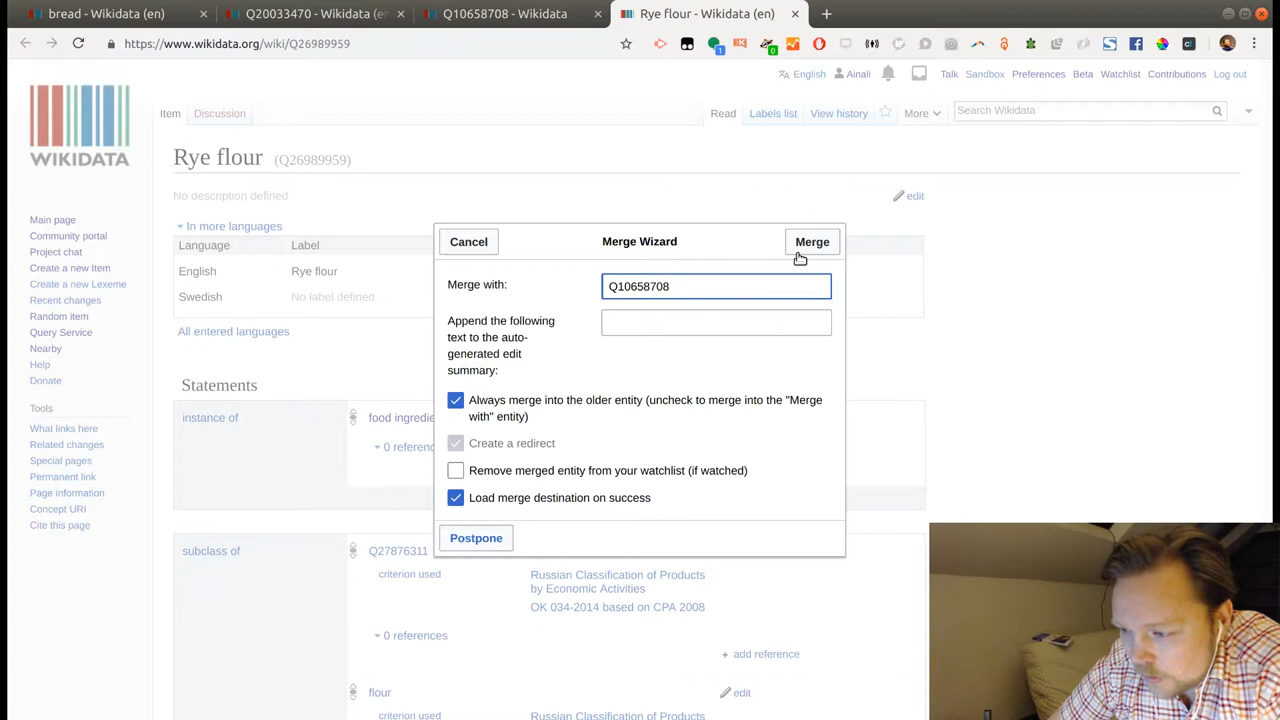 bread - Wikidata (en)
Q20033470 - Wikidata (en
Q10658708 - Wikidata
Rye flour - Wikidata (en)
https://www.wikidata.org/wiki/Q26989959
1
0
English
Ainali
Talk
Sandbox
Preferences
Beta
Watchlist
Contributions
Log out
WIKIDATA
Item
Discussion
Read
Labels list
View history
More
Search Wikidata
Rye flour (Q26989959)
No description defined
edit
In more languages
Language
Label
English
Rye flour
Swedish
No label defined
All entered languages
Main page
Community portal
Project chat
Create a new Item
Create a new Lexeme
Recent changes
Random item
Query Service
Nearby
Help
Donate
Tools
What links here
Related changes
Special pages
Permanent link
Page information
Concept URI
Cite this page
Cancel
Merge Wizard
Merge
Merge with:
Q10658708
Append the following
text to the auto-
generated edit
summary:
Always merge into the older entity (uncheck to merge into the "Merge
with" entity)
Create a redirect
Remove merged entity from your watchlist (if watched)
Load merge destination on success
Postpone
Statements
instance of
food ingredie
0 referenc
subclass of
Q27876311
criterion used
Russian Classification of Products
by Economic Activities
OK 034-2014 based on CPA 2008
0 references
+ add reference
flour
edit
criterion used
Russian Classification of Products